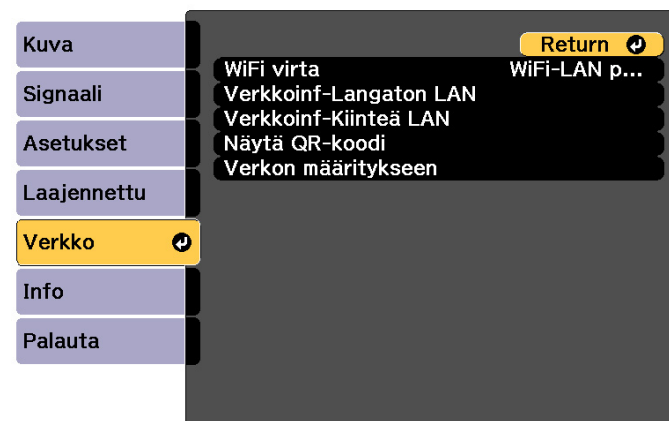 Kuva
Signaali
Asetukset
Laajennettu
Verkko
Info
Palauta
Return
WiFi virta WiFi-LAN p...
Verkkoinf-Langaton LAN
Verkkoinf-Kiinteä LAN
Näytä QR-koodi
Verkon määritykseen